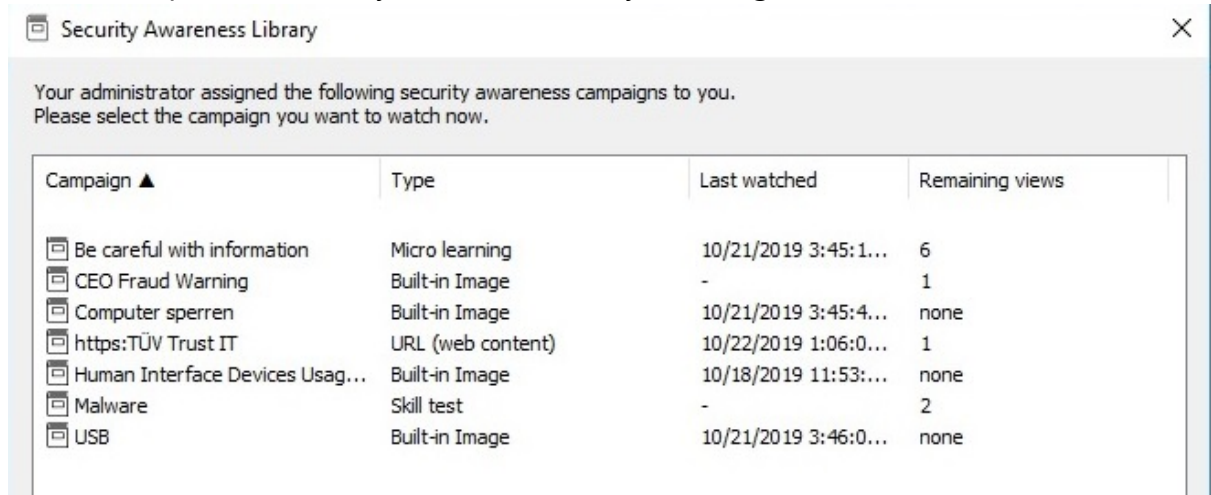 Security Awareness Library
Your administrator assigned the following security awareness campaigns to you.
Please select the campaign you want to watch now.
Campaign ▲ Type Last watched Remaining views
Be careful with information Micro learning 10/21/2019 3:45:1... 6
CEO Fraud Warning Built-in Image - 1
Computer sperren Built-in Image 10/21/2019 3:45:4... none
https:TÜV Trust IT URL (web content) 10/22/2019 1:06:0... 1
Human Interface Devices Usag... Built-in Image 10/18/2019 11:53:... none
Malware Skill test - 2
USB Built-in Image 10/21/2019 3:46:0... none